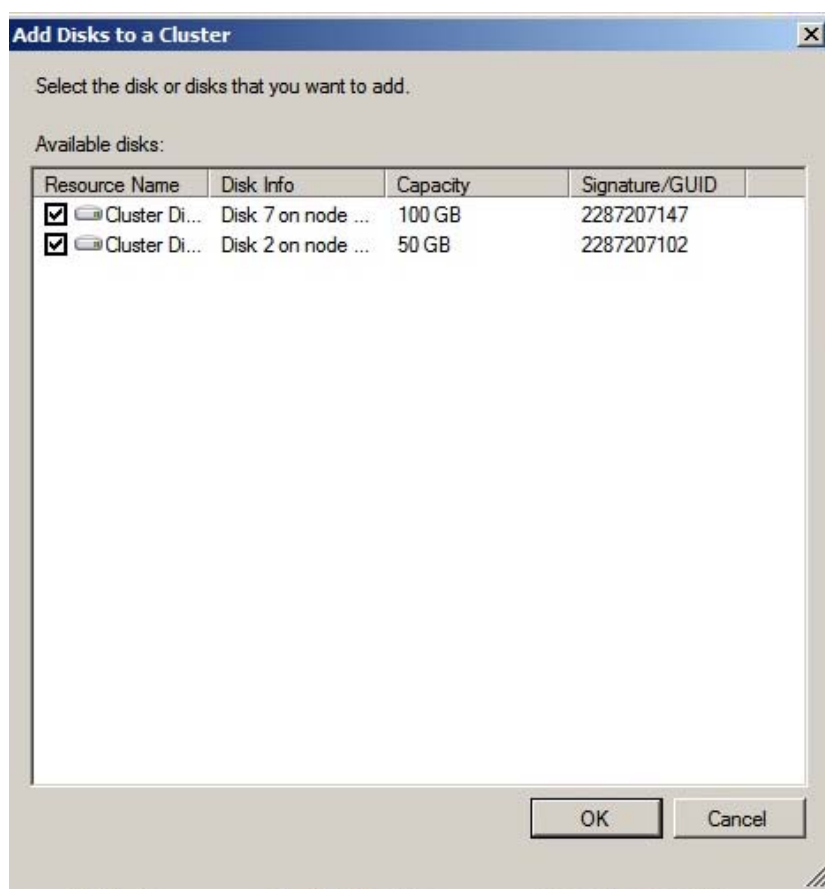 Add Disks to a Cluster
Select the disk or disks that you want to add.
Available disks:
Resource Name Disk Info Capacity Signature/GUID
Cluster Di... Disk 7 on node ... 100 GB 2287207147
Cluster Di... Disk 2 on node ... 50 GB 2287207102
OK Cancel